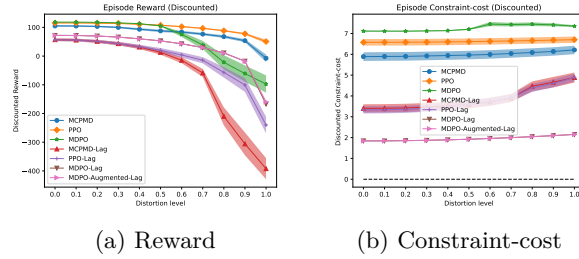 Episode Reward (Discounted)
Discounted Reward
100
0
−100
−200
−300
−400
MCPMD
PPO
MDPO
MCPMD-Lag
PPO-Lag
MDPO-Lag
MDPO-Augmented-Lag
0.0 0.1 0.2 0.3 0.4 0.5 0.6 0.7 0.8 0.9 1.0
Distortion level
(a) Reward
Episode Constraint-cost (Discounted)
Discounted Constraint-cost
7
6
5
4
3
2
1
0
MCPMD
PPO
MDPO
MCPMD-Lag
PPO-Lag
MDPO-Lag
MDPO-Augmented-Lag
0.0 0.1 0.2 0.3 0.4 0.5 0.6 0.7 0.8 0.9 1.0
Distortion level
(b) Constraint-cost